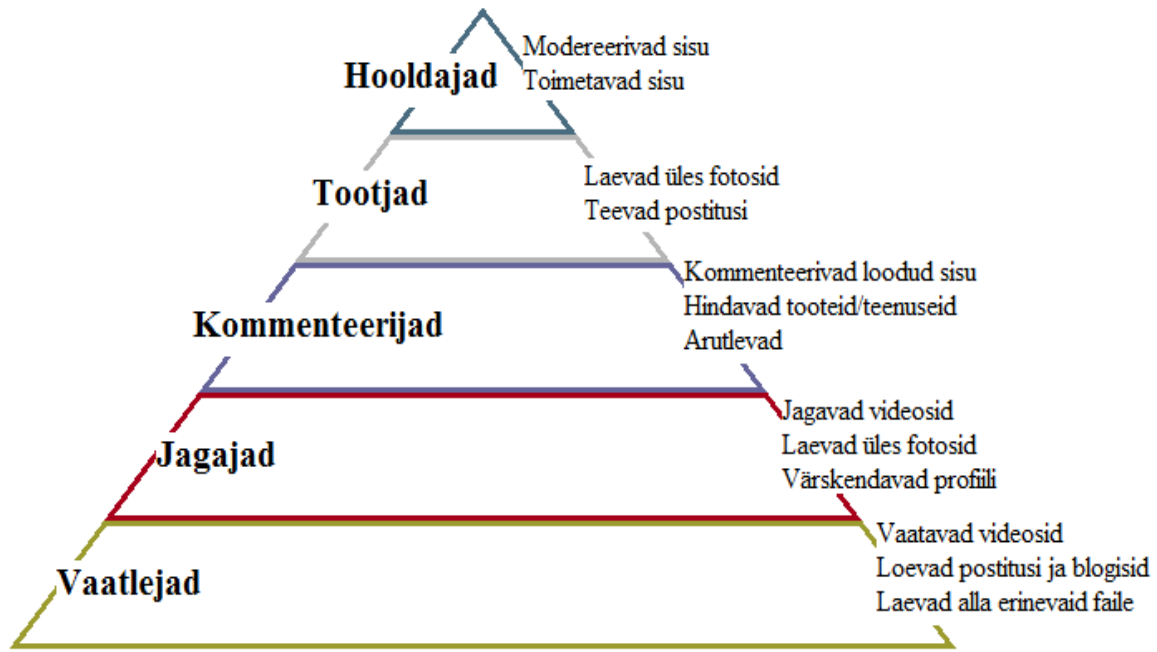 Hooldajad
Modereerivad sisu
Toimetavad sisu
Tootjad
Laevad üles fotosid
Teevad postitusi
Kommenteerijad
Kommenteerivad loodud sisu
Hindavad tooteid/teenuseid
Arutlevad
Jagajad
Jagavad videosid
Laevad üles fotosid
Värskendavad profiili
Vaatlejad
Vaatavad videosid
Loevad postitusi ja blogisid
Laevad alla erinevaid faile